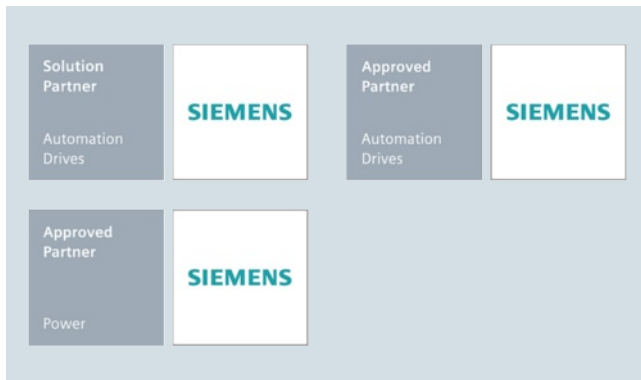 Solution
Partner
Automation
Drives
SIEMENS
Approved
Partner
Automation
Drives
SIEMENS
Approved
Partner
Power
SIEMENS